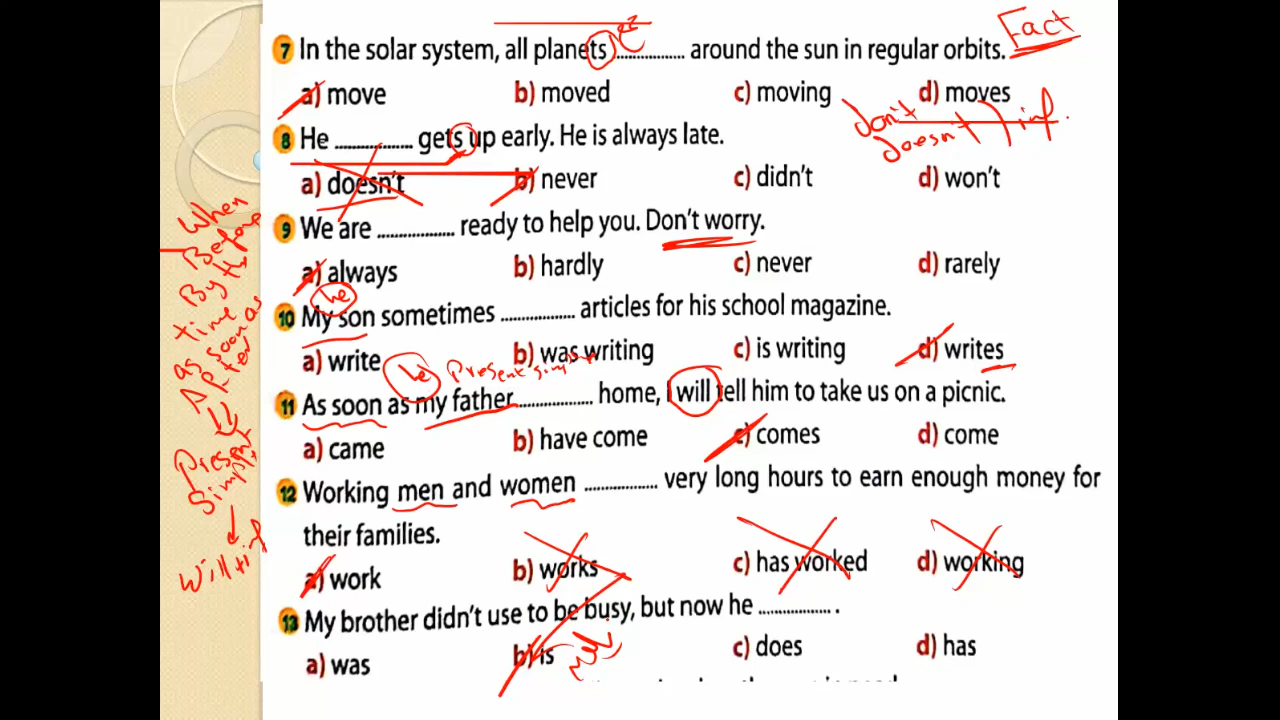 Fact
7 In the solar system, all planets ................ around the sun in regular orbits.
a) move b) moved c) moving d) moves
don't
doesn't ) inf.
8 He ................ gets up early. He is always late.
a) doesn't b) never c) didn't d) won't
9 We are ................ ready to help you. Don't worry.
a) always b) hardly c) never d) rarely
he
10 My son sometimes ................ articles for his school magazine.
a) write b) was writing c) is writing d) writes
he Present simple
11 As soon as my father ................ home, I will tell him to take us on a picnic.
a) came b) have come c) comes d) come
12 Working men and women ................ very long hours to earn enough money for
their families.
a) work b) works c) has worked d) working
13 My brother didn't use to be busy, but now he ................ .
a) was b) is c) does d) has
When
Before
By the
time
as soon as
After
Present
Simple
Will + inf